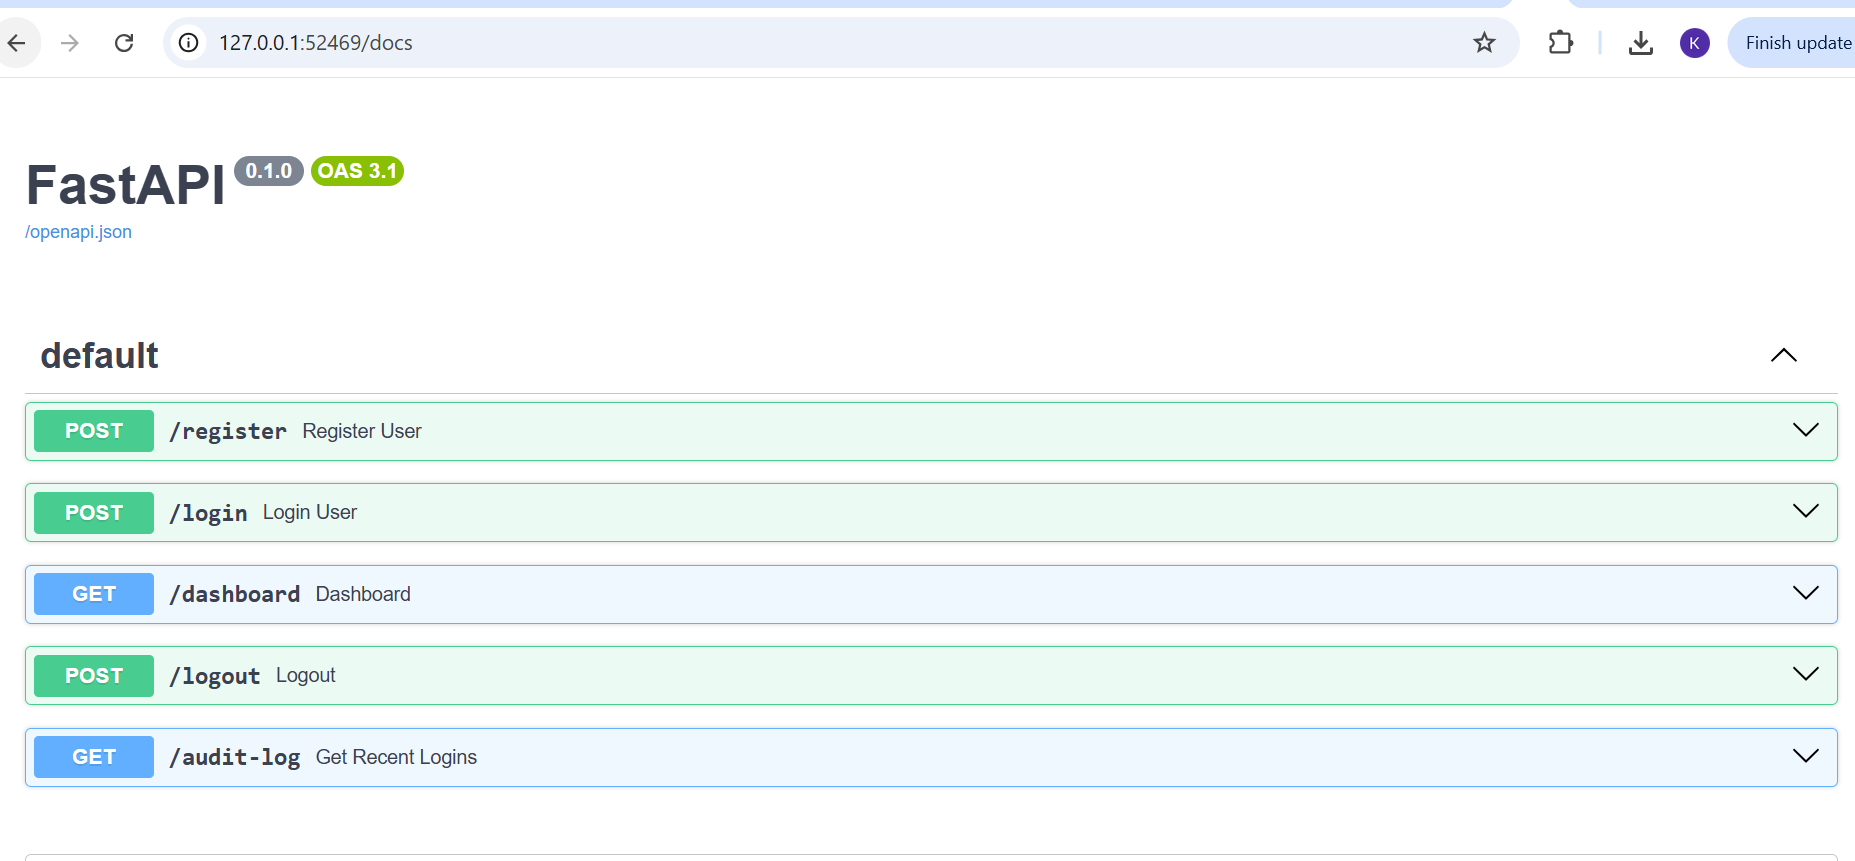 127.0.0.1:52469/docs
K
Finish update
FastAPI 0.1.0 OAS 3.1
/openapi.json
default
POST /register Register User
POST /login Login User
GET /dashboard Dashboard
POST /logout Logout
GET /audit-log Get Recent Logins